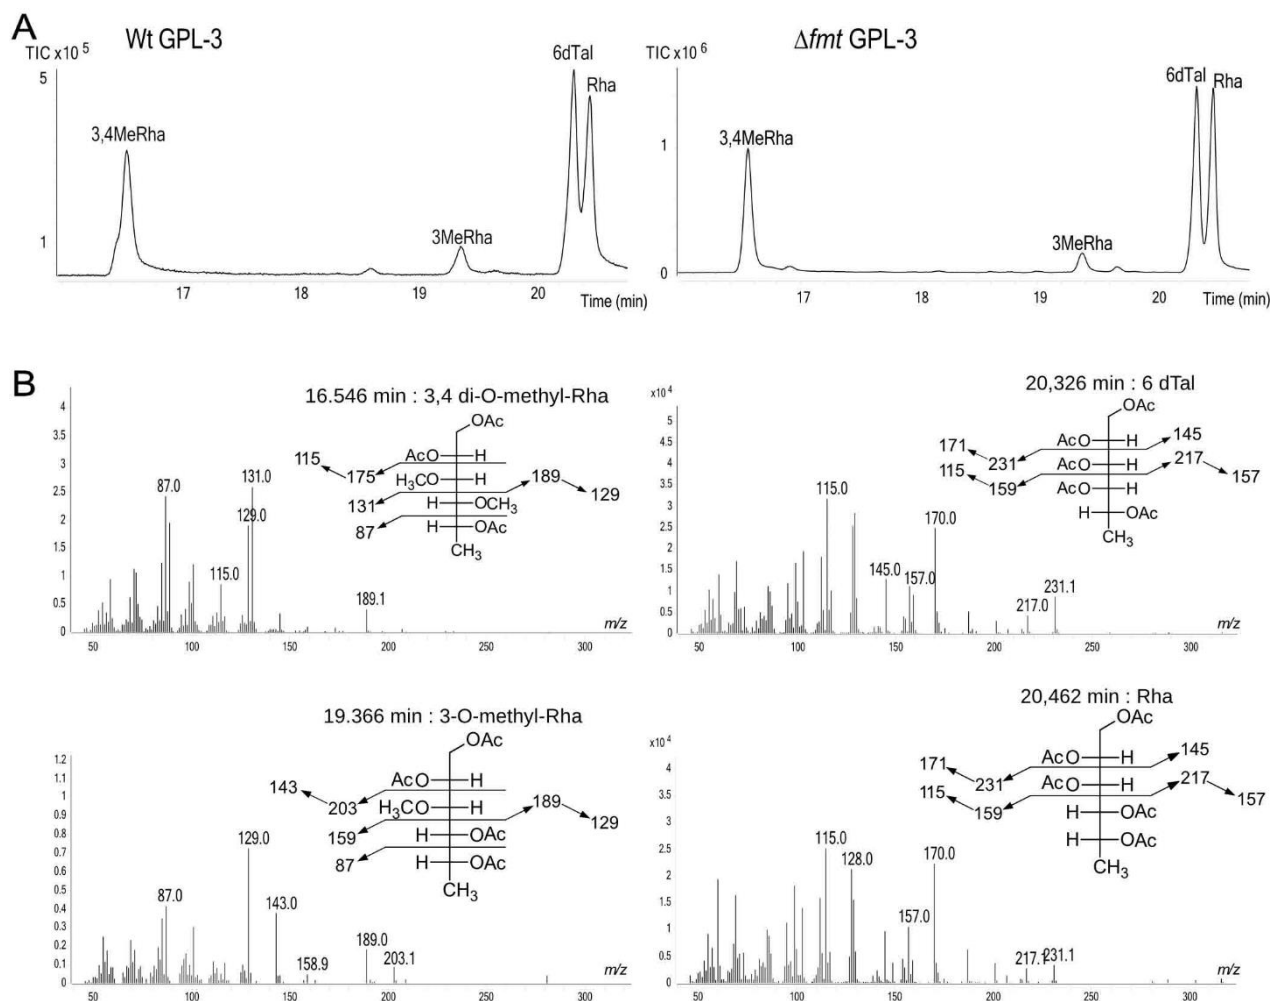 A
Wt GPL-3
TIC x10 5
5
1
3,4MeRha
3MeRha
6dTal
Rha
17
18
19
20
Time (min)
Δfmt GPL-3
TIC x10 6
1
0
3,4MeRha
3MeRha
6dTal
Rha
17
18
19
20
Time (min)
B
16.546 min : 3,4 di-O-methyl-Rha
4
3.5
3
2.5
2
1.5
1
0.5
0
87.0
131.0
129.0
115.0
189.1
m/z
50
100
150
200
250
300
OAc
AcO H
H3CO H
H OCH3
H OAc
CH3
115
175
131
87
189
129
20,326 min : 6 dTal
x10 4
5
4.5
4
3.5
3
2.5
2
1.5
1
0.5
0
115.0
170.0
145.0
157.0
217.0
231.1
m/z
50
100
150
200
250
300
OAc
AcO H
AcO H
AcO H
H OAc
CH3
171
231
115
159
145
217
157
19.366 min : 3-O-methyl-Rha
1.2
1.1
1
0.9
0.8
0.7
0.6
0.5
0.4
0.3
0.2
0.1
0
87.0
129.0
143.0
158.9
189.0
203.1
m/z
50
100
150
200
250
300
OAc
AcO H
H3CO H
H OAc
H OAc
CH3
143
203
159
87
189
129
20,462 min : Rha
x10 4
4
3.5
3
2.5
2
1.5
1
0.5
0
115.0
128.0
170.0
157.0
217.1
231.1
m/z
50
100
150
200
250
300
OAc
AcO H
AcO H
H OAc
H OAc
CH3
171
231
115
159
145
217
157